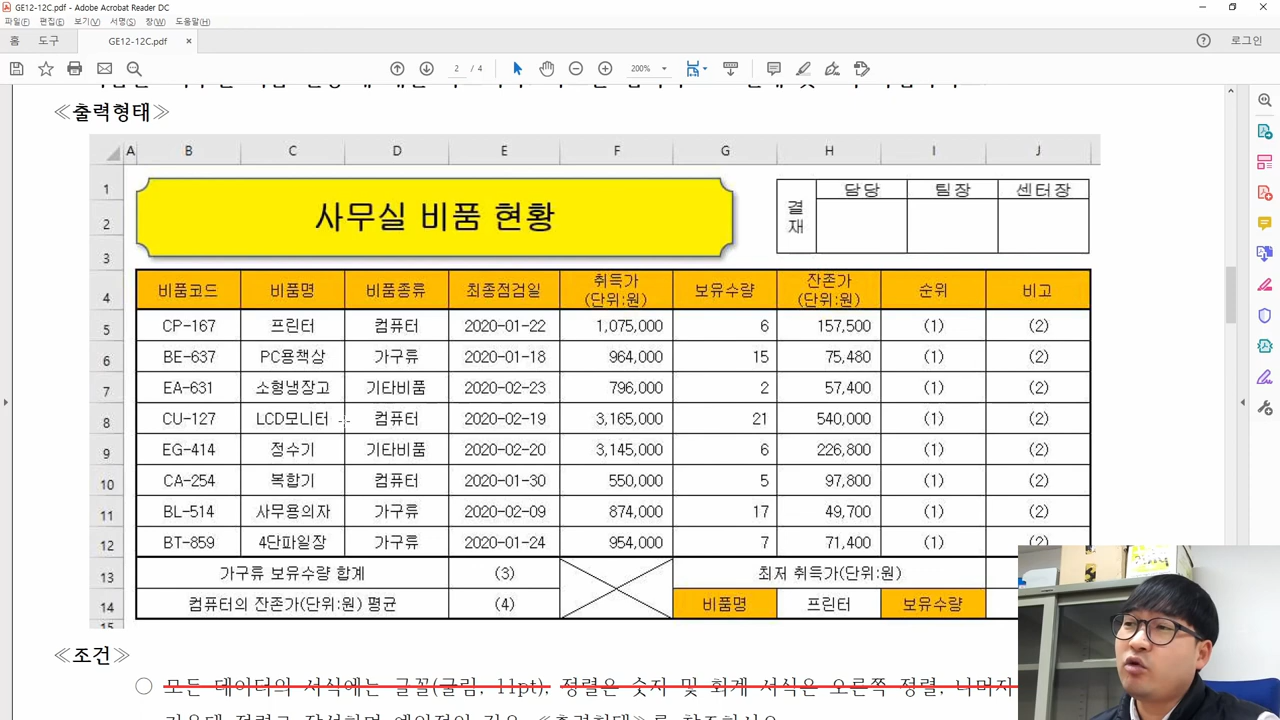 GE12-12C.pdf - Adobe Acrobat Reader DC
파일(F) 편집(E) 보기(V) 서명(S) 창(W) 도움말(H)
홈 도구 GE12-12C.pdf × 로그인
2 / 4 200%
≪출력형태≫
A B C D E F G H I J
1 담당 팀장 센터장
사무실 비품 현황
2 결재
3
4 비품코드 비품명 비품종류 최종점검일 취득가(단위:원) 보유수량 잔존가(단위:원) 순위 비고
5 CP-167 프린터 컴퓨터 2020-01-22 1,075,000 6 157,500 (1) (2)
6 BE-637 PC용책상 가구류 2020-01-18 964,000 15 75,480 (1) (2)
7 EA-631 소형냉장고 기타비품 2020-02-23 796,000 2 57,400 (1) (2)
8 CU-127 LCD모니터 컴퓨터 2020-02-19 3,165,000 21 540,000 (1) (2)
9 EG-414 정수기 기타비품 2020-02-20 3,145,000 6 226,800 (1) (2)
10 CA-254 복합기 컴퓨터 2020-01-30 550,000 5 97,800 (1) (2)
11 BL-514 사무용의자 가구류 2020-02-09 874,000 17 49,700 (1) (2)
12 BT-859 4단파일장 가구류 2020-01-24 954,000 7 71,400 (1) (2)
13 가구류 보유수량 합계 (3) 최저 취득가(단위:원)
14 컴퓨터의 잔존가(단위:원) 평균 (4) 비품명 프린터 보유수량
15
≪조건≫
○ 모든 데이터의 서식에는 글꼴(굴림, 11pt), 정렬은 숫자 및 회계 서식은 오른쪽 정렬, 나머지